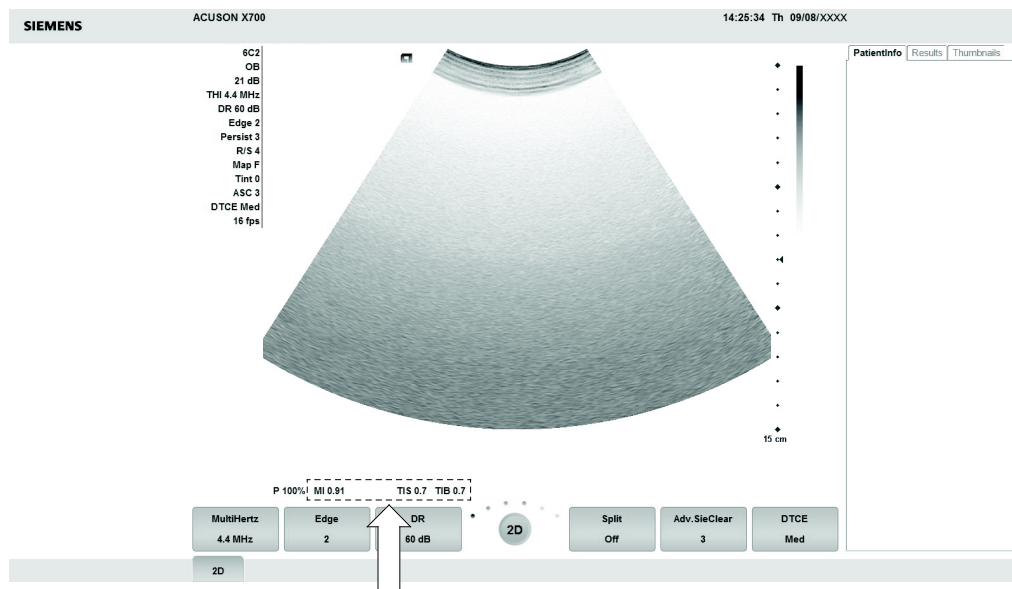 SIEMENS
ACUSON X700
14:25:34 Th 09/08/XXXX
PatientInfo Results Thumbnails
6C2
OB
21 dB
THI 4.4 MHz
DR 60 dB
Edge 2
Persist 3
R/S 4
Map F
Tint 0
ASC 3
DTCE Med
16 fps
15 cm
P 100% MI 0.91 TIS 0.7 TIB 0.7
MultiHertz Edge DR 2D Split Adv.SieClear DTCE
4.4 MHz 2 60 dB Off 3 Med
2D